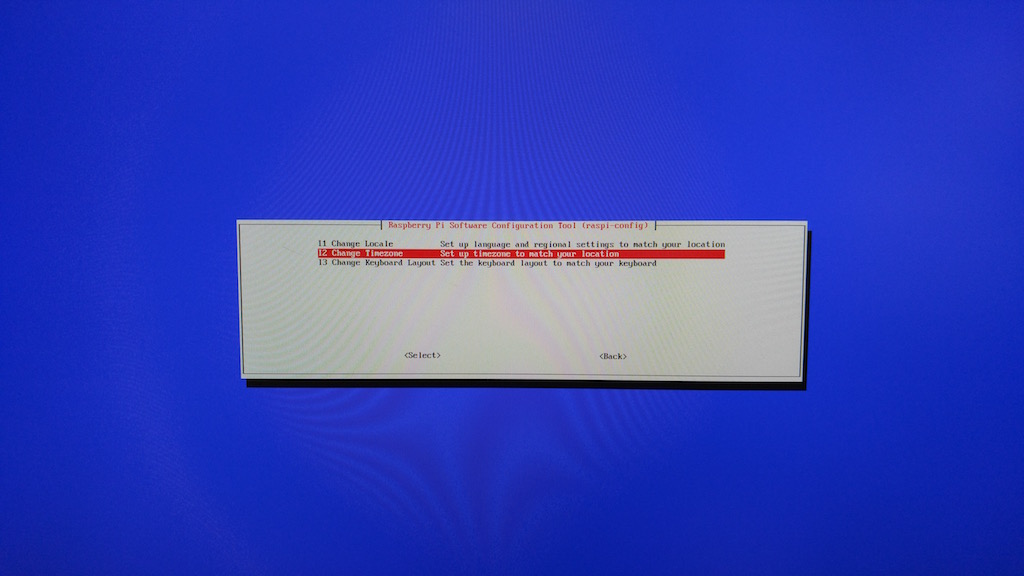 Raspberry Pi Software Configuration Tool (raspi-config)
I1 Change Locale Set up language and regional settings to match your location
I2 Change Timezone Set up timezone to match your location
I3 Change Keyboard Layout Set the keyboard layout to match your keyboard
<Select> <Back>